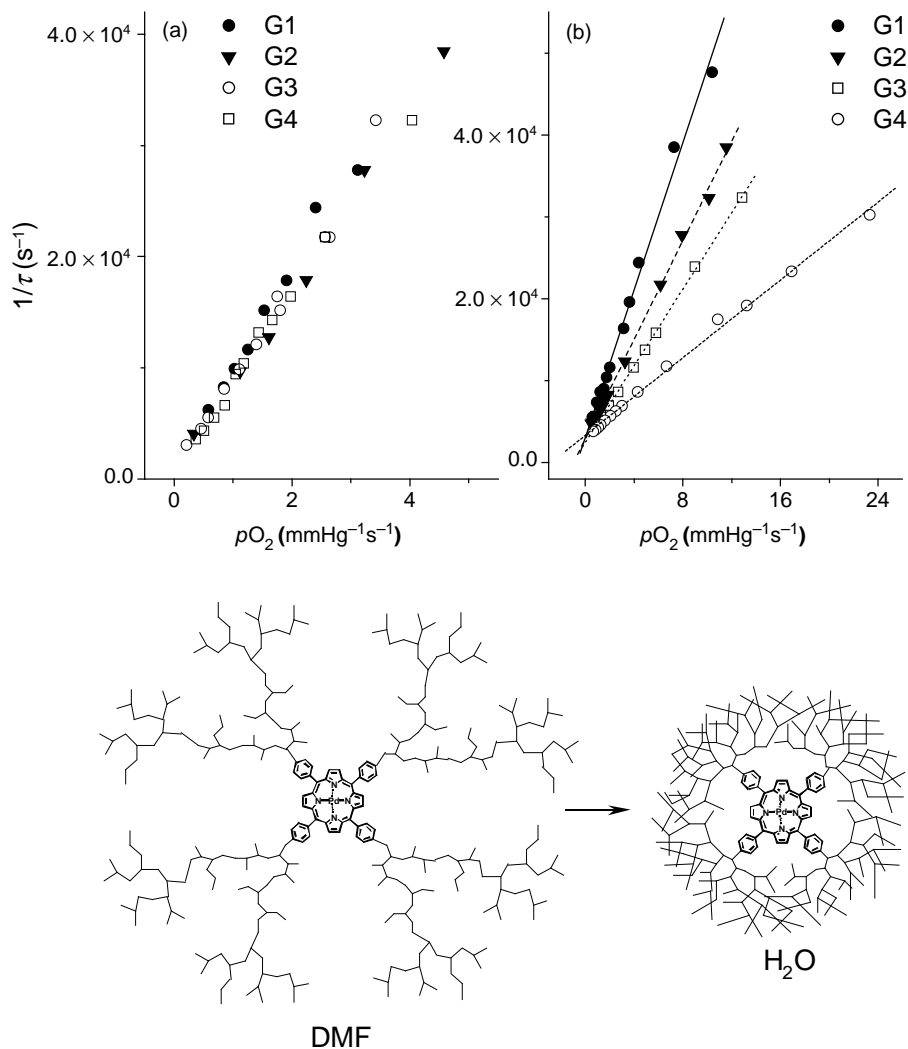 (a)
G1
G2
G3
G4
4.0 × 10⁴
2.0 × 10⁴
0.0
1/τ (s⁻¹)
0 2 4
pO₂ (mmHg⁻¹s⁻¹)
(b)
G1
G2
G3
G4
4.0 × 10⁴
2.0 × 10⁴
0.0
0 8 16 24
pO₂ (mmHg⁻¹s⁻¹)
N
N Pd N
N
N
N Pd N
N
DMF
H₂O